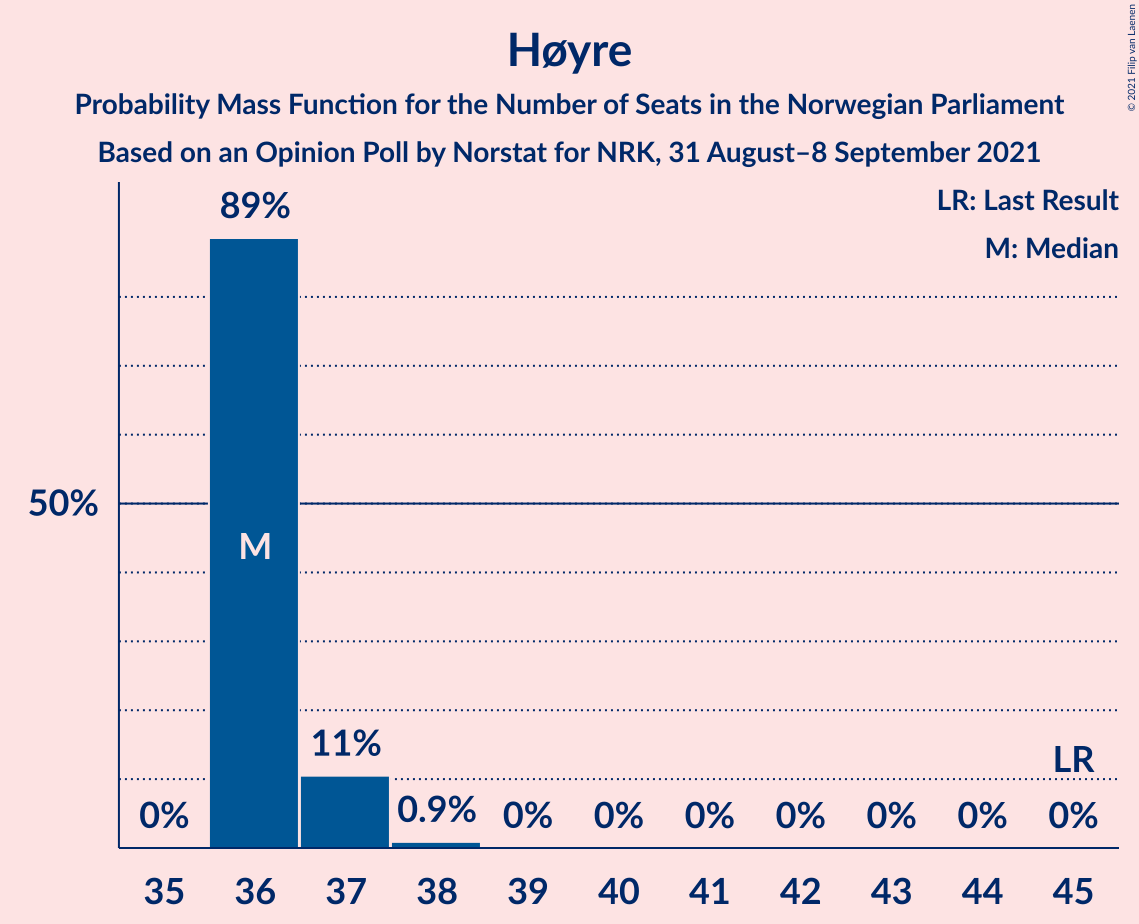 Høyre
Probability Mass Function for the Number of Seats in the Norwegian Parliament
Based on an Opinion Poll by Norstat for NRK, 31 August–8 September 2021
© 2021 Filip van Laenen
LR: Last Result
M: Median
89%
50%
M
11%
LR
0%
0.9%
0%
0%
0%
0%
0%
0%
0%
35
36
37
38
39
40
41
42
43
44
45